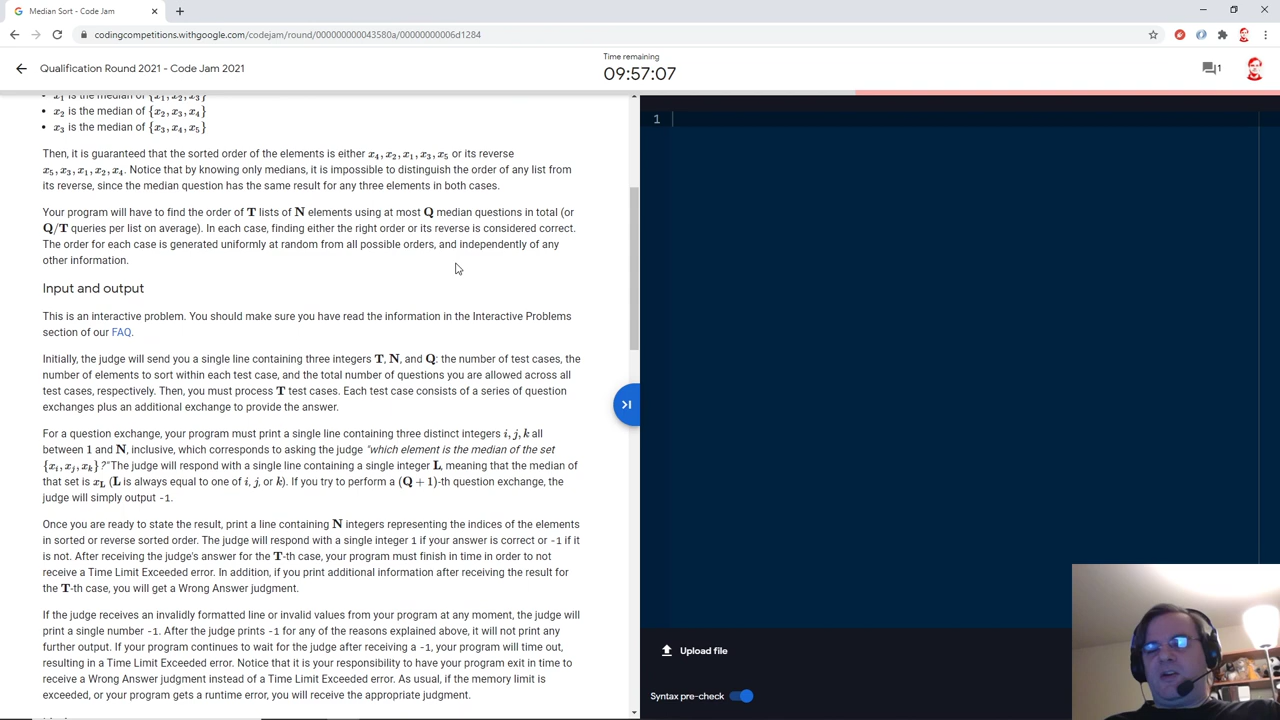 Median Sort - Code Jam
codingcompetitions.withgoogle.com/codejam/round/000000000043580a/00000000006d1284
Qualification Round 2021 - Code Jam 2021
Time remaining
09:57:07
1
x₁ is the median of {x₁, x₂, x₃}
x₂ is the median of {x₂, x₃, x₄}
x₃ is the median of {x₃, x₄, x₅}
Then, it is guaranteed that the sorted order of the elements is either x₄, x₂, x₁, x₃, x₅ or its reverse
x₅, x₃, x₁, x₂, x₄. Notice that by knowing only medians, it is impossible to distinguish the order of any list from
its reverse, since the median question has the same result for any three elements in both cases.
Your program will have to find the order of T lists of N elements using at most Q median questions in total (or
Q/T queries per list on average). In each case, finding either the right order or its reverse is considered correct.
The order for each case is generated uniformly at random from all possible orders, and independently of any
other information.
Input and output
This is an interactive problem. You should make sure you have read the information in the Interactive Problems
section of our FAQ.
Initially, the judge will send you a single line containing three integers T, N, and Q: the number of test cases, the
number of elements to sort within each test case, and the total number of questions you are allowed across all
test cases, respectively. Then, you must process T test cases. Each test case consists of a series of question
exchanges plus an additional exchange to provide the answer.
For a question exchange, your program must print a single line containing three distinct integers i, j, k all
between 1 and N, inclusive, which corresponds to asking the judge "which element is the median of the set
{xᵢ, xⱼ, xₖ}?" The judge will respond with a single line containing a single integer L, meaning that the median of
that set is x_L (L is always equal to one of i, j, or k). If you try to perform a (Q + 1)-th question exchange, the
judge will simply output -1.
Once you are ready to state the result, print a line containing N integers representing the indices of the elements
in sorted or reverse sorted order. The judge will respond with a single integer 1 if your answer is correct or -1 if it
is not. After receiving the judge's answer for the T-th case, your program must finish in time in order to not
receive a Time Limit Exceeded error. In addition, if you print additional information after receiving the result for
the T-th case, you will get a Wrong Answer judgment.
If the judge receives an invalidly formatted line or invalid values from your program at any moment, the judge will
print a single number -1. After the judge prints -1 for any of the reasons explained above, it will not print any
further output. If your program continues to wait for the judge after receiving a -1, your program will time out,
resulting in a Time Limit Exceeded error. Notice that it is your responsibility to have your program exit in time to
receive a Wrong Answer judgment instead of a Time Limit Exceeded error. As usual, if the memory limit is
exceeded, or your program gets a runtime error, you will receive the appropriate judgment.
1
Upload file
Syntax pre-check